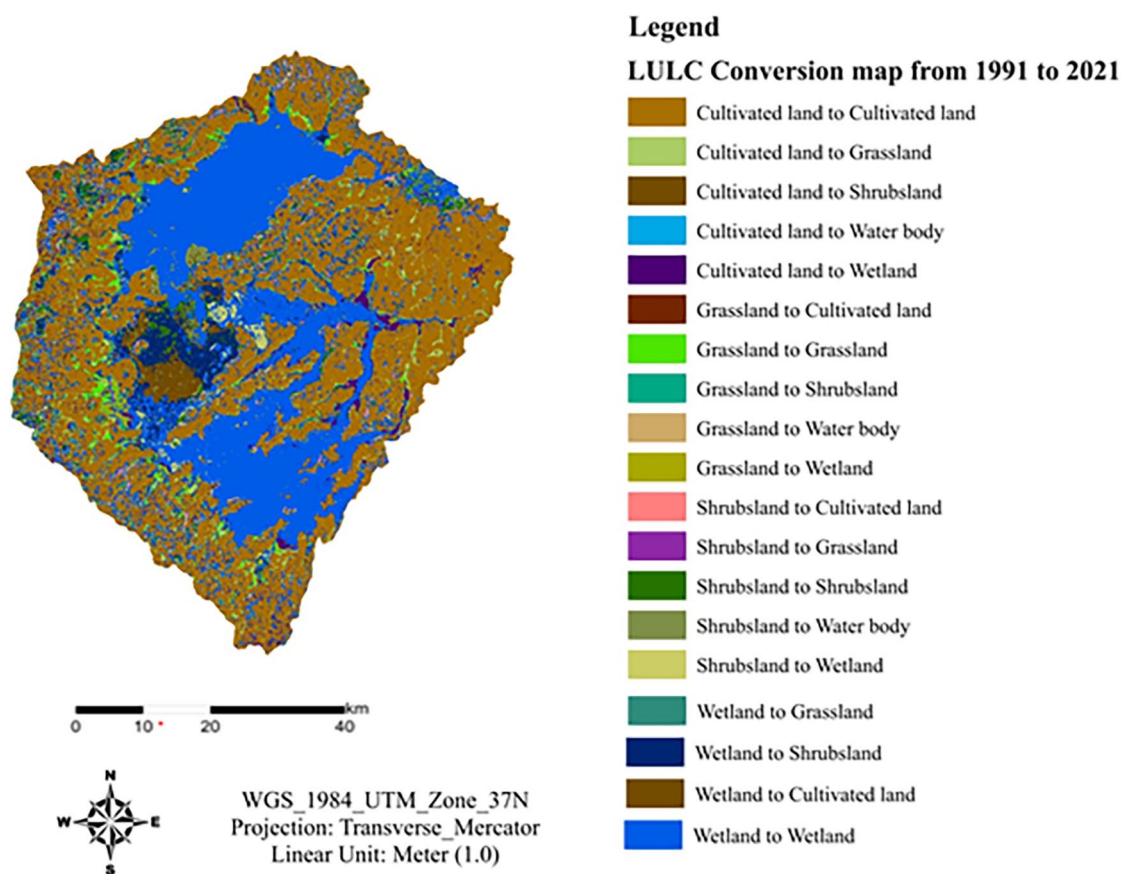 Legend
LULC Conversion map from 1991 to 2021
Cultivated land to Cultivated land
Cultivated land to Grassland
Cultivated land to Shrubsland
Cultivated land to Water body
Cultivated land to Wetland
Grassland to Cultivated land
Grassland to Grassland
Grassland to Shrubsland
Grassland to Water body
Grassland to Wetland
Shrubsland to Cultivated land
Shrubsland to Grassland
Shrubsland to Shrubsland
Shrubsland to Water body
Shrubsland to Wetland
Wetland to Grassland
Wetland to Shrubsland
Wetland to Cultivated land
Wetland to Wetland
km
0 10 20 40
N
W E
S
WGS_1984_UTM_Zone_37N
Projection: Transverse_Mercator
Linear Unit: Meter (1.0)